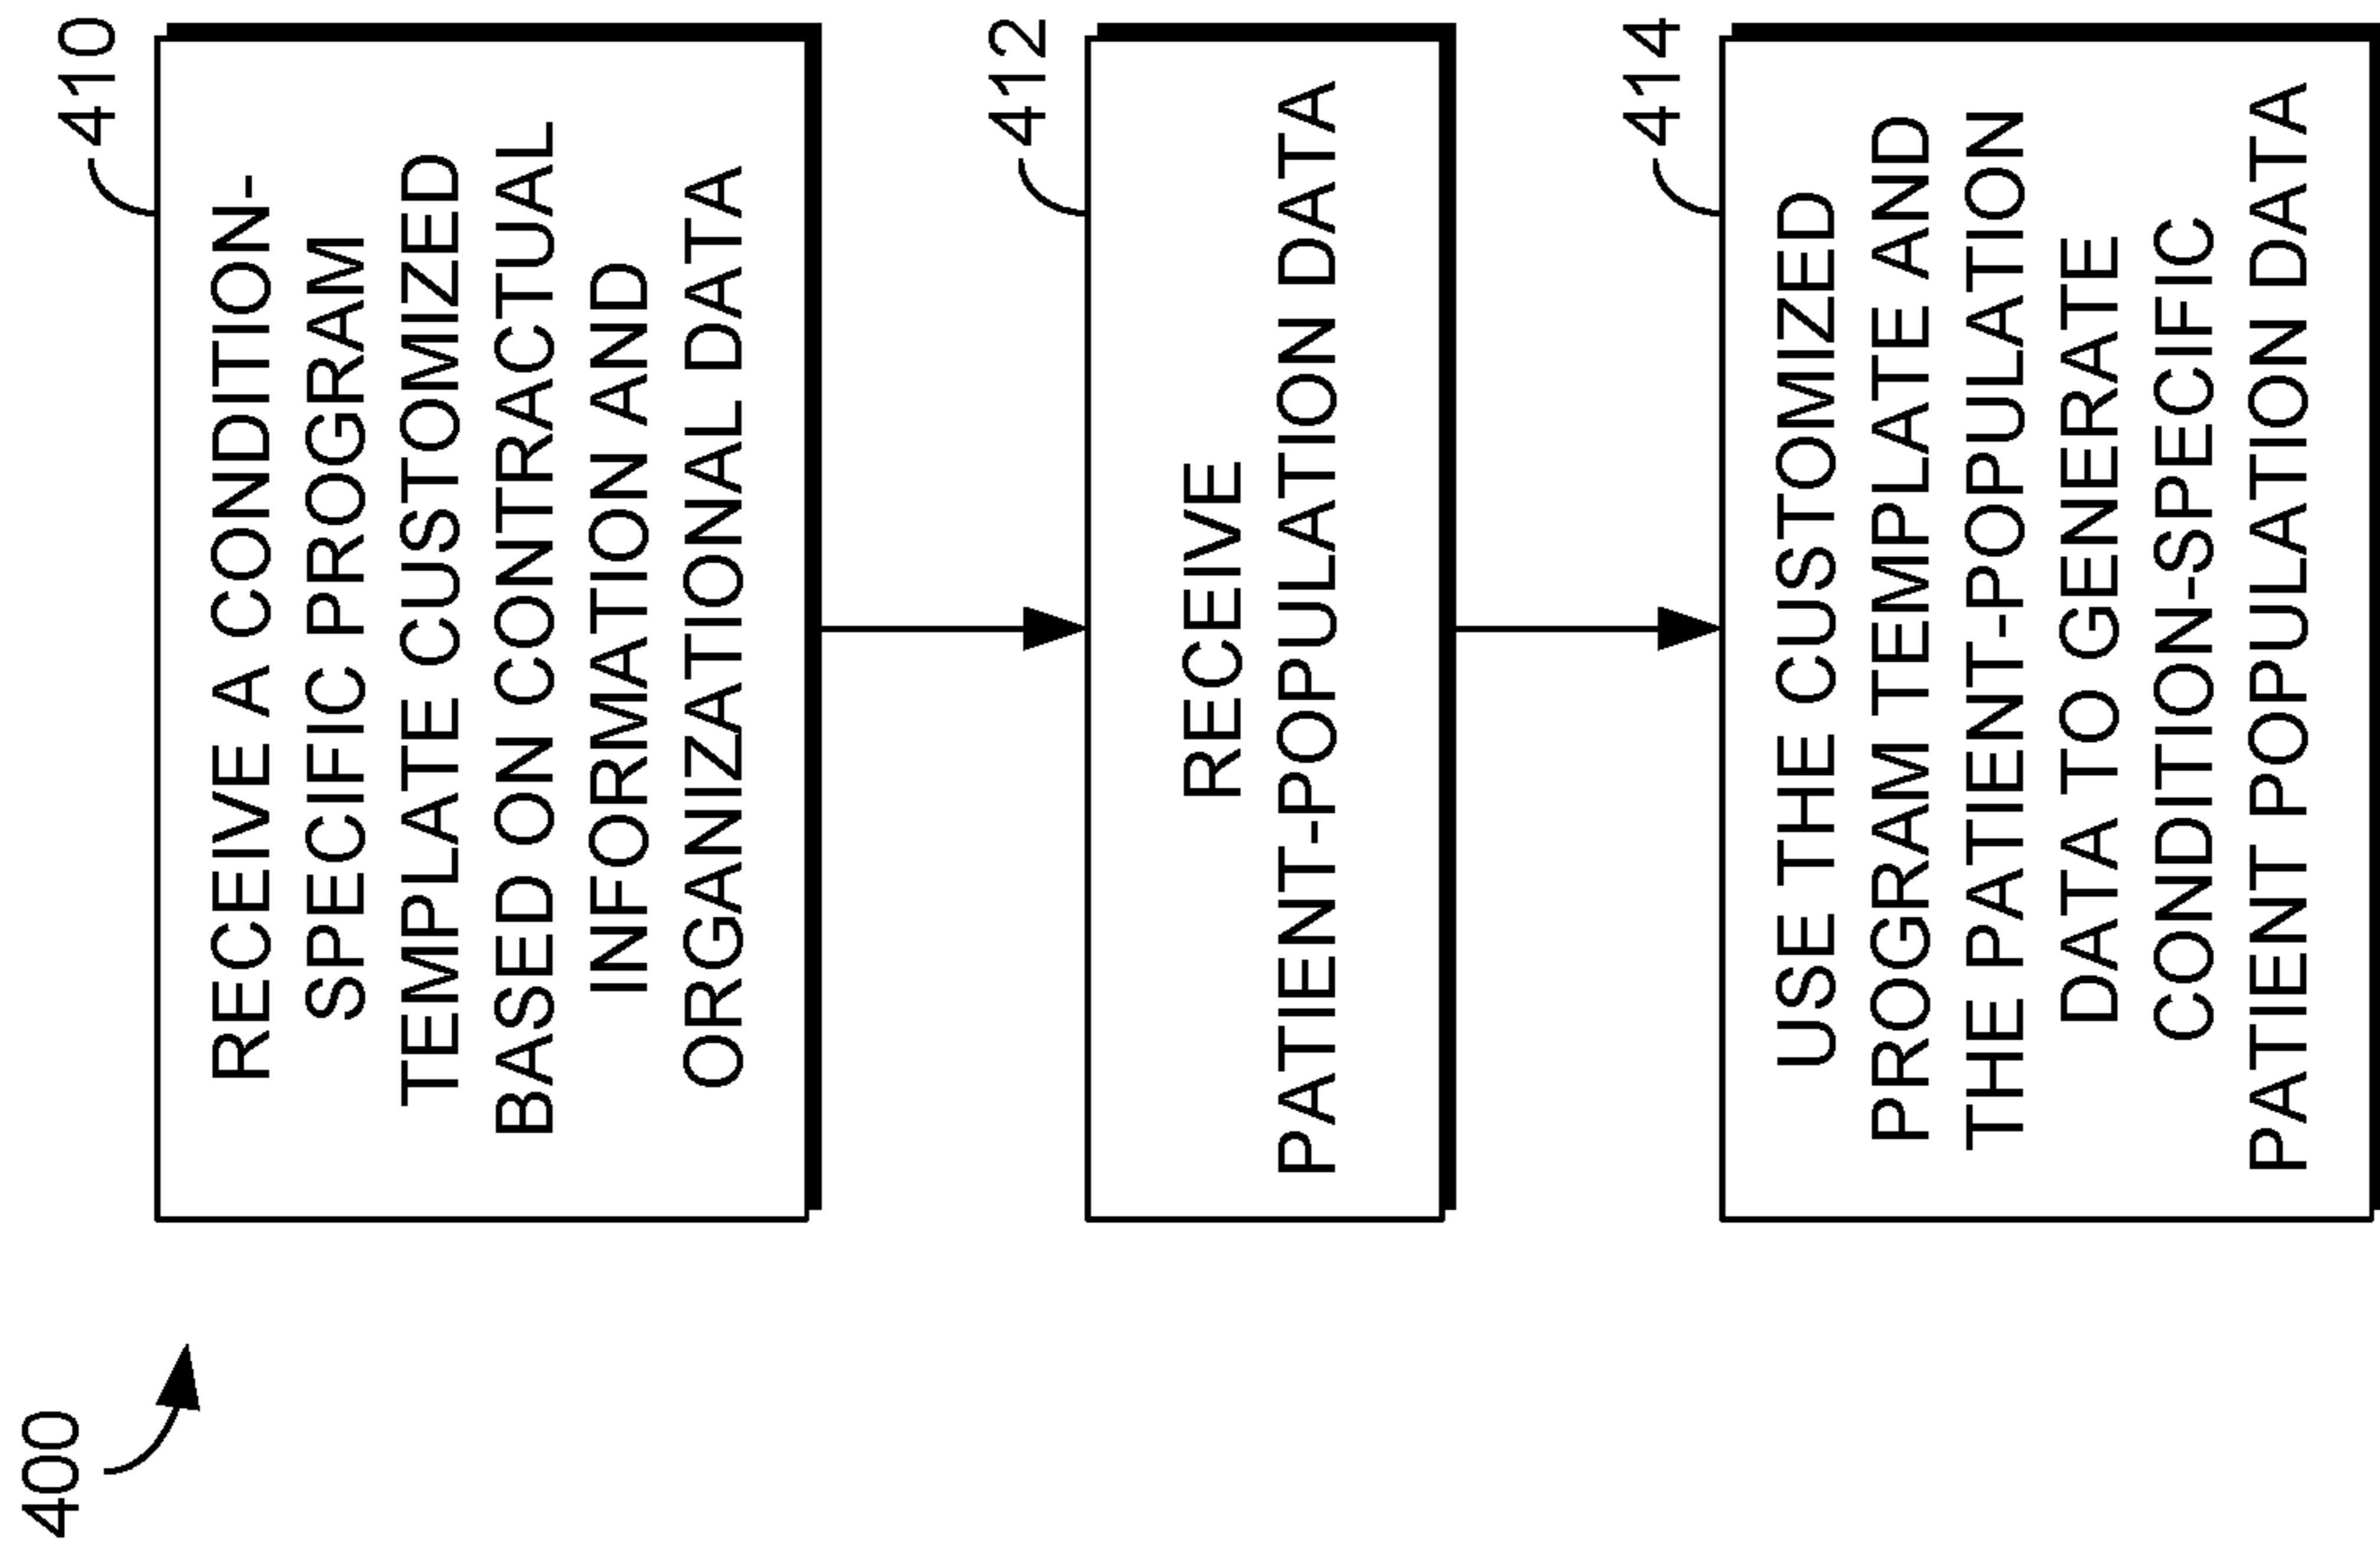 400
410
RECEIVE A CONDITION-
SPECIFIC PROGRAM
TEMPLATE CUSTOMIZED
BASED ON CONTRACTUAL
INFORMATION AND
ORGANIZATIONAL DATA
412
RECEIVE
PATIENT-POPULATION DATA
414
USE THE CUSTOMIZED
PROGRAM TEMPLATE AND
THE PATIENT-POPULATION
DATA TO GENERATE
CONDITION-SPECIFIC
PATIENT POPULATION DATA